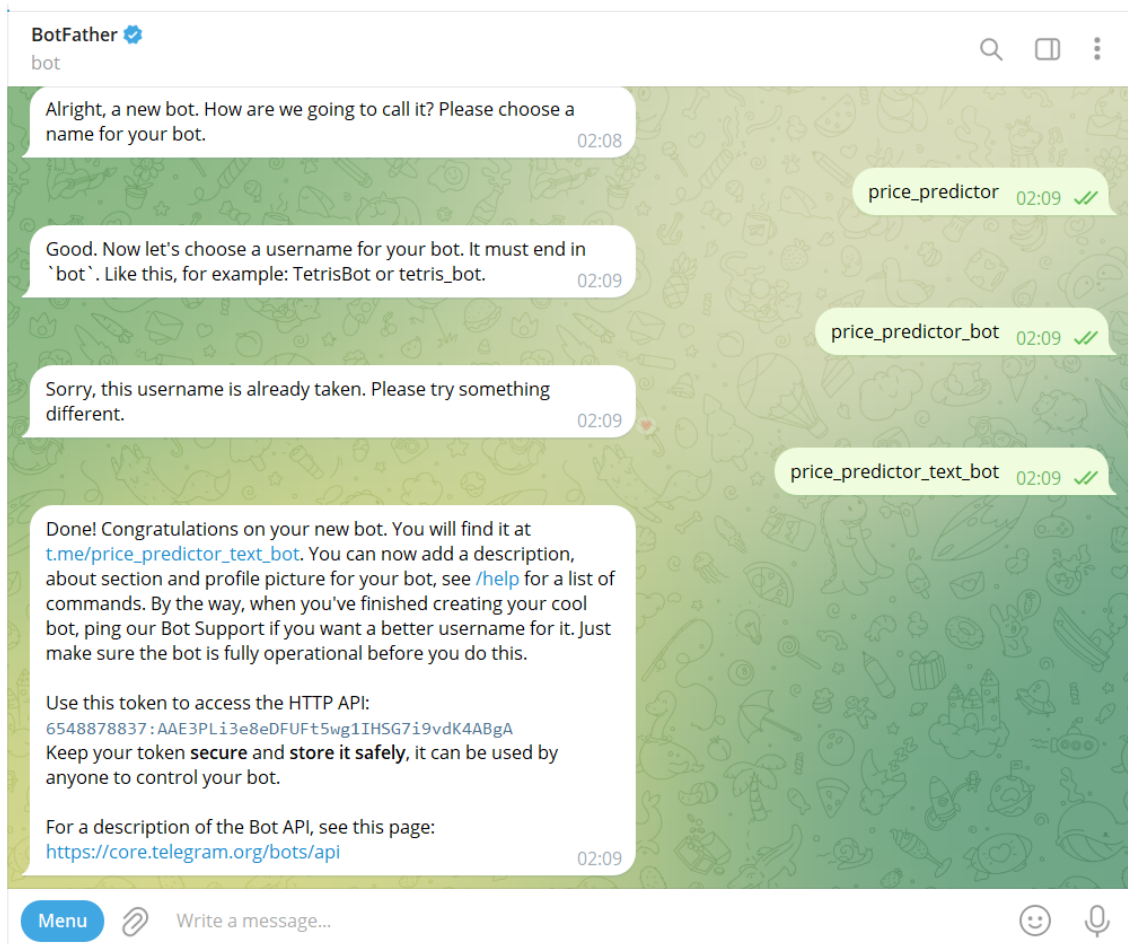 BotFather
bot
Alright, a new bot. How are we going to call it? Please choose a
name for your bot.
02:08
price_predictor 02:09
Good. Now let's choose a username for your bot. It must end in
`bot`. Like this, for example: TetrisBot or tetris_bot.
02:09
price_predictor_bot 02:09
Sorry, this username is already taken. Please try something
different.
02:09
price_predictor_text_bot 02:09
Done! Congratulations on your new bot. You will find it at
t.me/price_predictor_text_bot. You can now add a description,
about section and profile picture for your bot, see /help for a list of
commands. By the way, when you've finished creating your cool
bot, ping our Bot Support if you want a better username for it. Just
make sure the bot is fully operational before you do this.
Use this token to access the HTTP API:
6548878837:AAE3PLi3e8eDFUFt5wg1IHSG7i9vdK4ABgA
Keep your token secure and store it safely, it can be used by
anyone to control your bot.
For a description of the Bot API, see this page:
https://core.telegram.org/bots/api
02:09
Menu
Write a message...